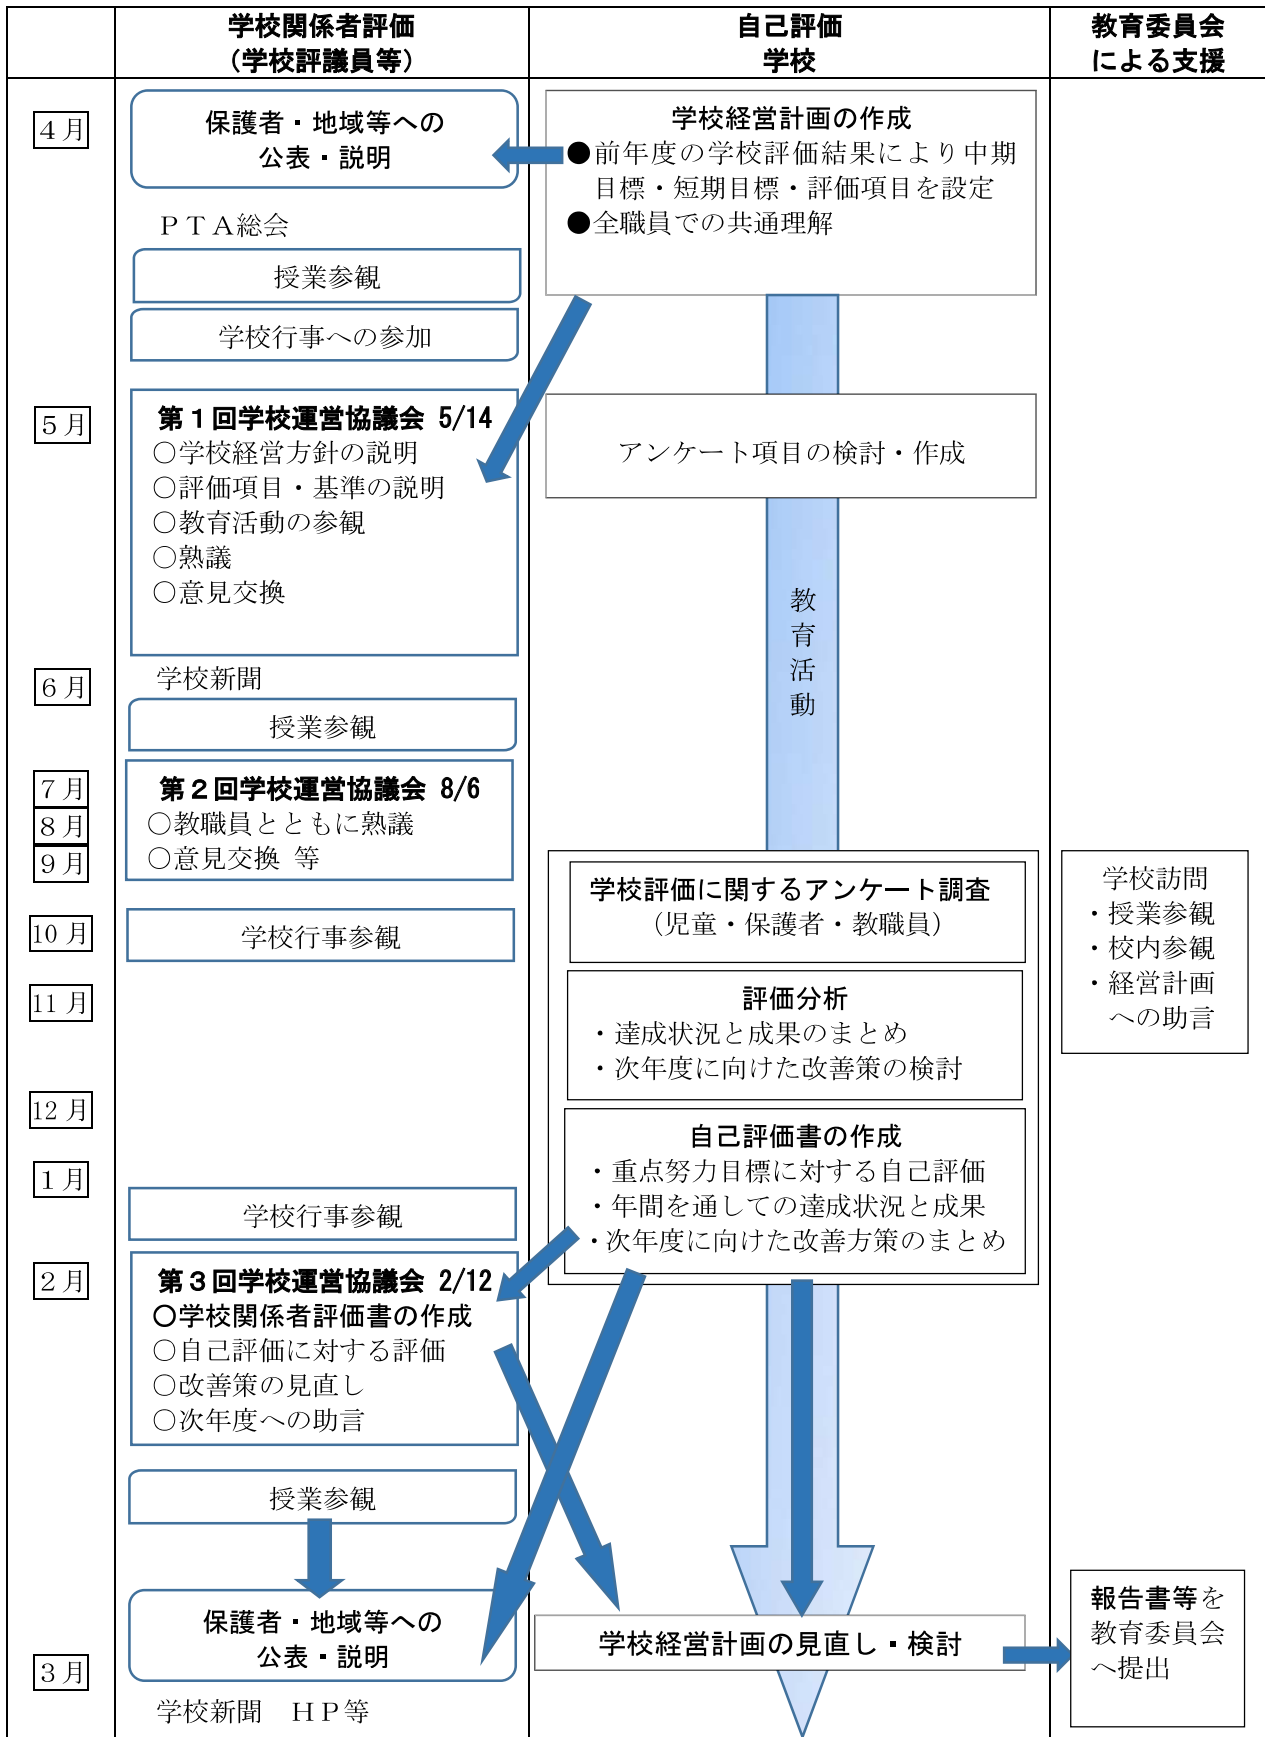 学校関係者評価
（学校評議員等）
自己評価
学校
教育委員会
による支援
4月
保護者・地域等への
公表・説明
学校経営計画の作成
●前年度の学校評価結果により中期
目標・短期目標・評価項目を設定
●全職員での共通理解
ＰＴＡ総会
授業参観
学校行事への参加
5月
第１回学校運営協議会 5/14
○学校経営方針の説明
○評価項目・基準の説明
○教育活動の参観
○熟議
○意見交換
アンケート項目の検討・作成
教育活動
6月
学校新聞
授業参観
7月
8月
9月
第２回学校運営協議会 8/6
○教職員とともに熟議
○意見交換 等
学校評価に関するアンケート調査
（児童・保護者・教職員）
学校訪問
・授業参観
・校内参観
・経営計画
への助言
10月
学校行事参観
11月
評価分析
・達成状況と成果のまとめ
・次年度に向けた改善策の検討
12月
自己評価書の作成
・重点努力目標に対する自己評価
・年間を通しての達成状況と成果
・次年度に向けた改善方策のまとめ
1月
学校行事参観
2月
第３回学校運営協議会 2/12
○学校関係者評価書の作成
○自己評価に対する評価
○改善策の見直し
○次年度への助言
授業参観
保護者・地域等への
公表・説明
学校経営計画の見直し・検討
報告書等を
教育委員会
へ提出
3月
学校新聞　ＨＰ等